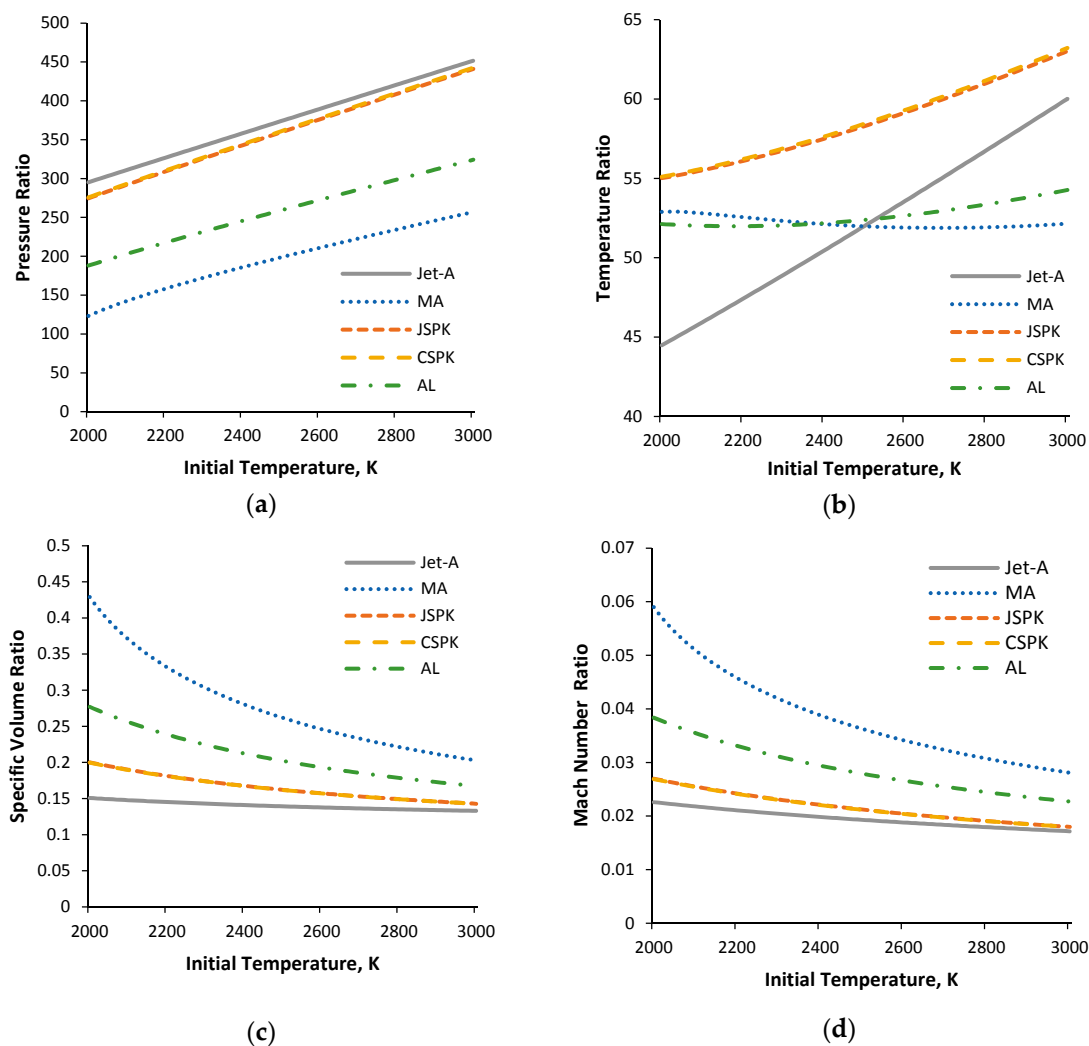 500
450
400
350
300
250
200
150
100
50
0
Pressure Ratio
2000 2200 2400 2600 2800 3000
Initial Temperature, K
Jet-A
MA
JSPK
CSPK
AL
(a)
65
60
55
50
45
40
Temperature Ratio
2000 2200 2400 2600 2800 3000
Initial Temperature, K
Jet-A
MA
JSPK
CSPK
AL
(b)
0.5
0.45
0.4
0.35
0.3
0.25
0.2
0.15
0.1
0.05
0
Specific Volume Ratio
2000 2200 2400 2600 2800 3000
Initial Temperature, K
Jet-A
MA
JSPK
CSPK
AL
(c)
0.07
0.06
0.05
0.04
0.03
0.02
0.01
0
Mach Number Ratio
2000 2200 2400 2600 2800 3000
Initial Temperature, K
Jet-A
MA
JSPK
CSPK
AL
(d)